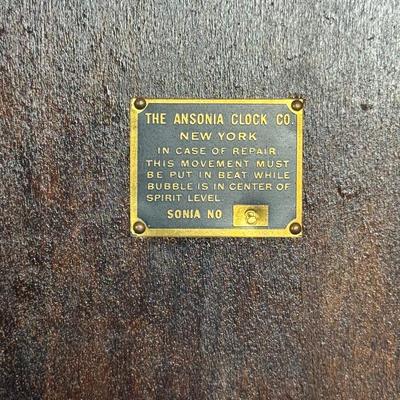 THE ANSONIA CLOCK CO.
NEW YORK
IN CASE OF REPAIR
THIS MOVEMENT MUST
BE PUT IN BEAT WHILE
BUBBLE IS IN CENTER OF
SPIRIT LEVEL
SONIA NO 8